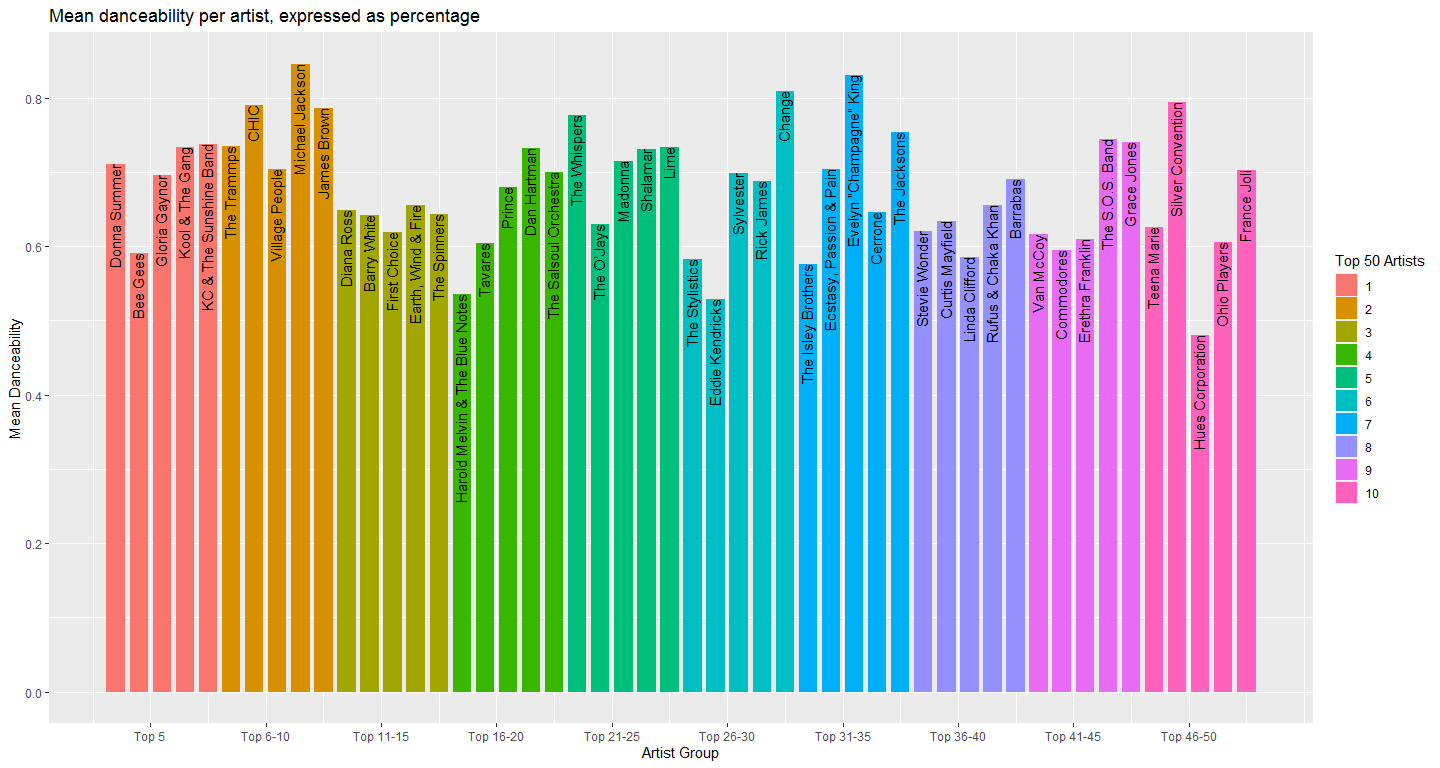 Mean danceability per artist, expressed as percentage
Mean Danceability
0.8
0.6
0.4
0.2
0.0
Donna Summer
Bee Gees
Gloria Gaynor
Kool & The Gang
KC & The Sunshine Band
The Trammps
CHIC
Village People
Michael Jackson
James Brown
Diana Ross
Barry White
First Choice
Earth, Wind & Fire
The Spinners
Harold Melvin & The Blue Notes
Tavares
Prince
Dan Hartman
The Salsoul Orchestra
The Whispers
The O'Jays
Madonna
Shalamar
Lime
The Stylistics
Eddie Kendricks
Sylvester
Rick James
Change
The Isley Brothers
Ecstasy, Passion & Pain
Evelyn "Champagne" King
Cerrone
The Jacksons
Stevie Wonder
Curtis Mayfield
Linda Clifford
Rufus & Chaka Khan
Barrabas
Van McCoy
Commodores
Erethra Franklin
The S.O.S. Band
Grace Jones
Teena Marie
Silver Convention
Hues Corporation
Ohio Players
France Joli
Top 5
Top 6-10
Top 11-15
Top 16-20
Top 21-25
Top 26-30
Top 31-35
Top 36-40
Top 41-45
Top 46-50
Artist Group
Top 50 Artists
1
2
3
4
5
6
7
8
9
10